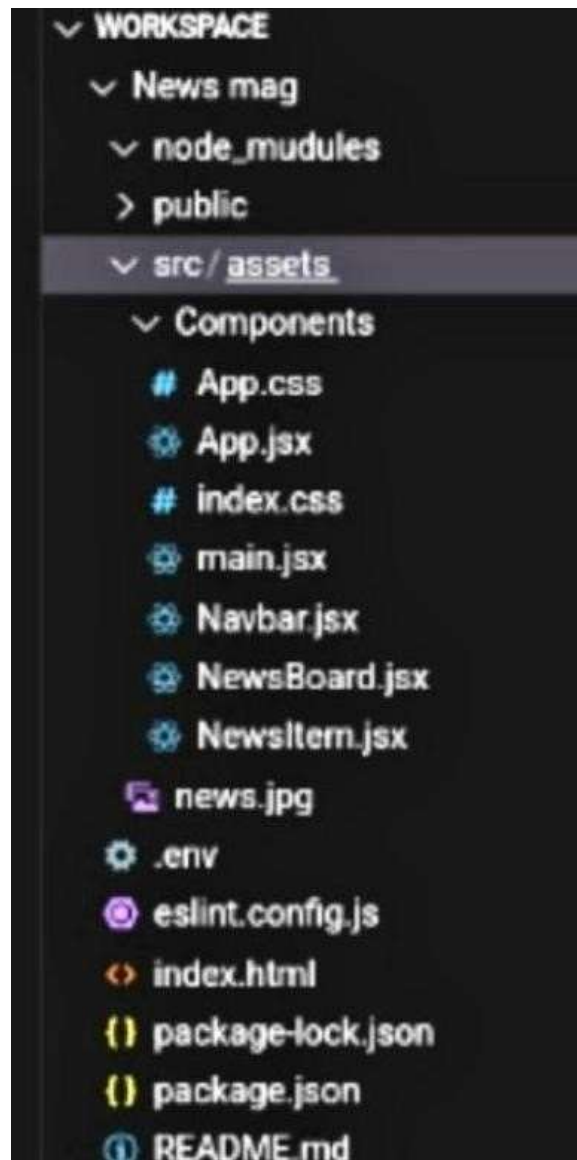 WORKSPACE
News mag
node_mudules
public
src/assets
Components
App.css
App.jsx
index.css
main.jsx
Navbar.jsx
NewsBoard.jsx
NewsItem.jsx
news.jpg
.env
eslint.config.js
index.html
package-lock.json
package.json
README.md